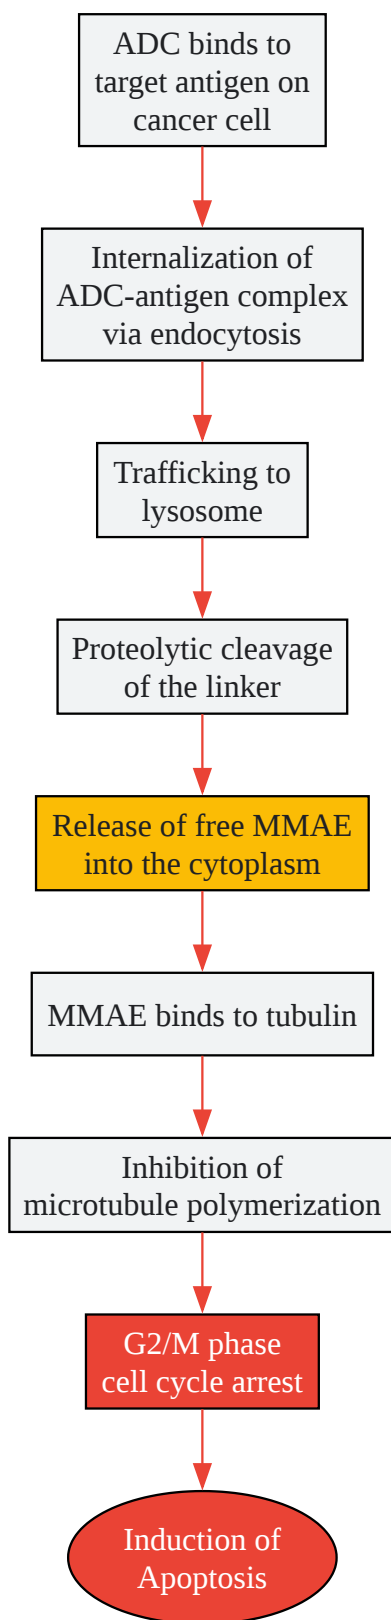 ADC binds to
target antigen on
cancer cell
Internalization of
ADC-antigen complex
via endocytosis
Trafficking to
lysosome
Proteolytic cleavage
of the linker
Release of free MMAE
into the cytoplasm
MMAE binds to tubulin
Inhibition of
microtubule polymerization
G2/M phase
cell cycle arrest
Induction of
Apoptosis